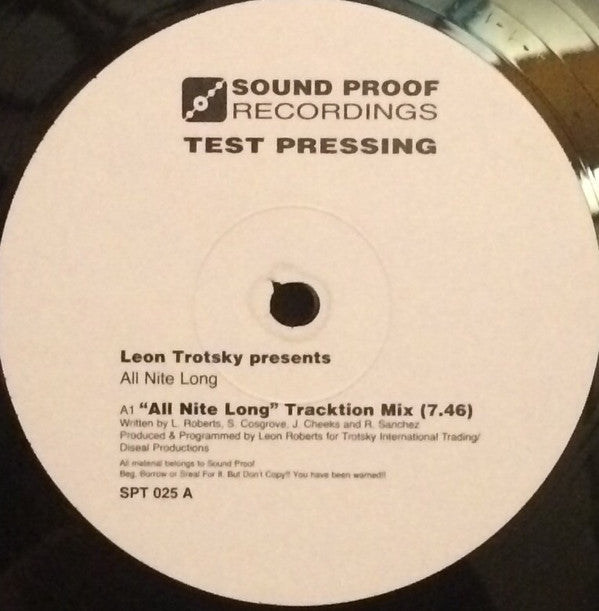 SOUND PROOF
RECORDINGS
TEST PRESSING
Leon Trotsky presents
All Nite Long
A1 “All Nite Long” Tracktion Mix (7.46)
Written by L. Roberts, S. Cosgrove, J. Cheeks and R. Sanchez
Produced & Programmed by Leon Roberts for Trotsky International Trading/
Diseal Productions
All material belongs to Sound Proof
Beg, Borrow or Steal For It. But Don't Copy!! You have been warned!!
SPT 025 A